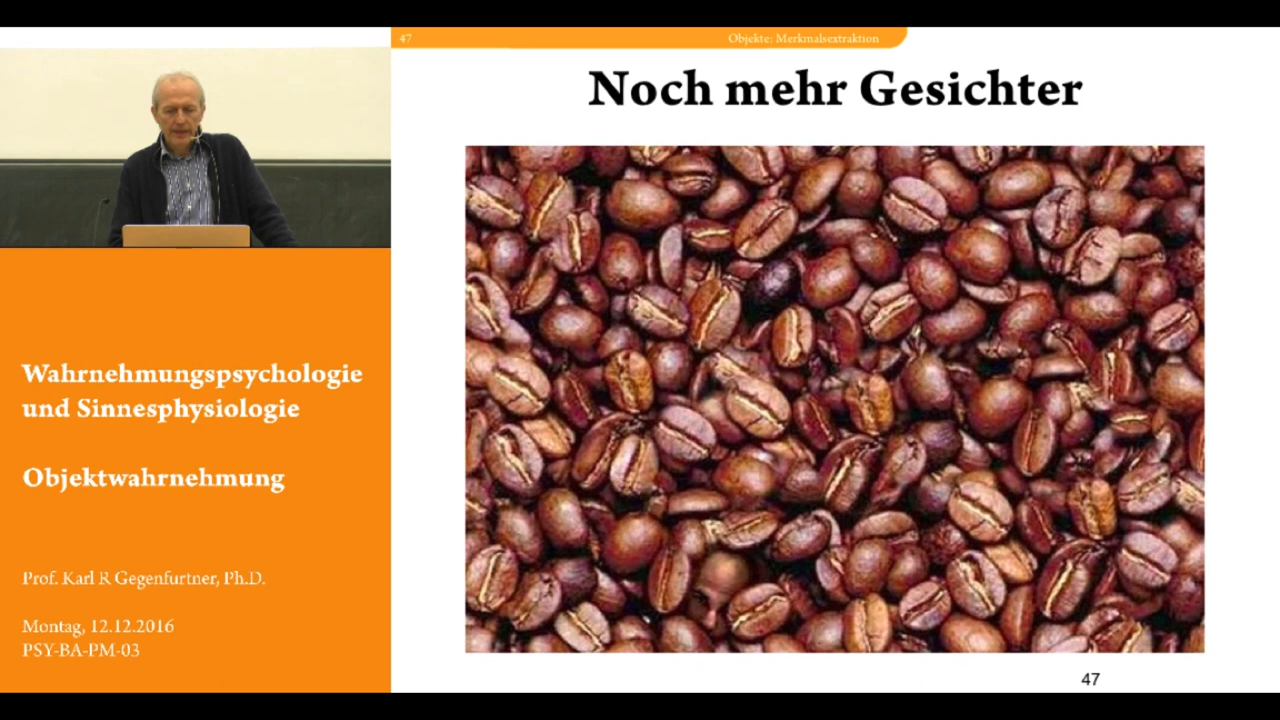 47
Objekte: Merkmalsextraktion
Noch mehr Gesichter
Wahrnehmungspsychologie
und Sinnesphysiologie
Objektwahrnehmung
Prof. Karl R Gegenfurtner, Ph.D.
Montag, 12.12.2016
PSY-BA-PM-03
47